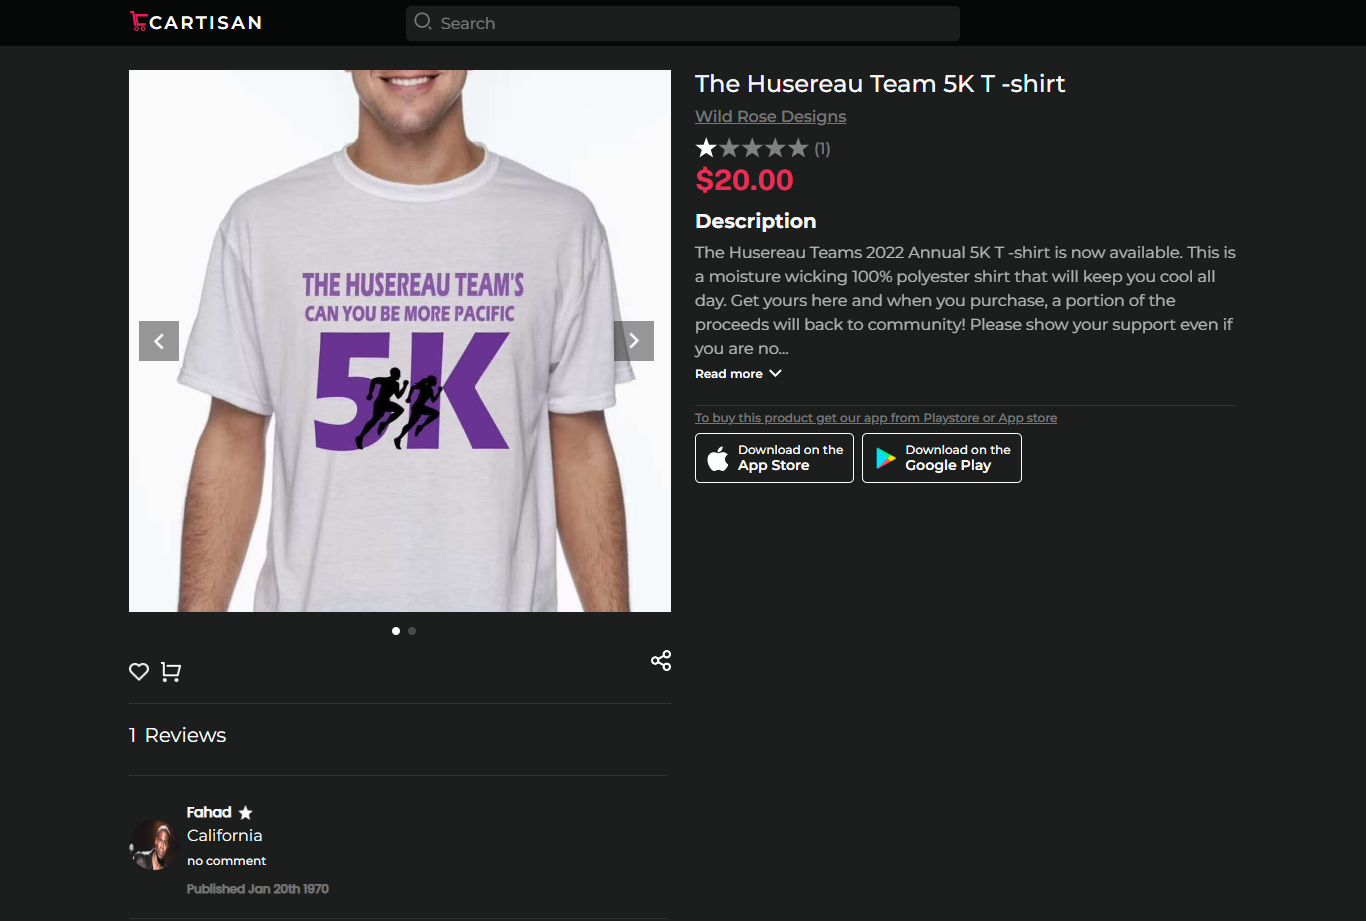 CARTISAN
Search
The Husereau Team 5K T -shirt
Wild Rose Designs
(1)
$20.00
Description
The Husereau Teams 2022 Annual 5K T -shirt is now available. This is
a moisture wicking 100% polyester shirt that will keep you cool all
day. Get yours here and when you purchase, a portion of the
proceeds will back to community! Please show your support even if
you are no...
Read more
To buy this product get our app from Playstore or App store
Download on the
App Store
Download on the
Google Play
THE HUSEREAU TEAM'S
CAN YOU BE MORE PACIFIC
5K
1 Reviews
Fahad
California
no comment
Published Jan 20th 1970